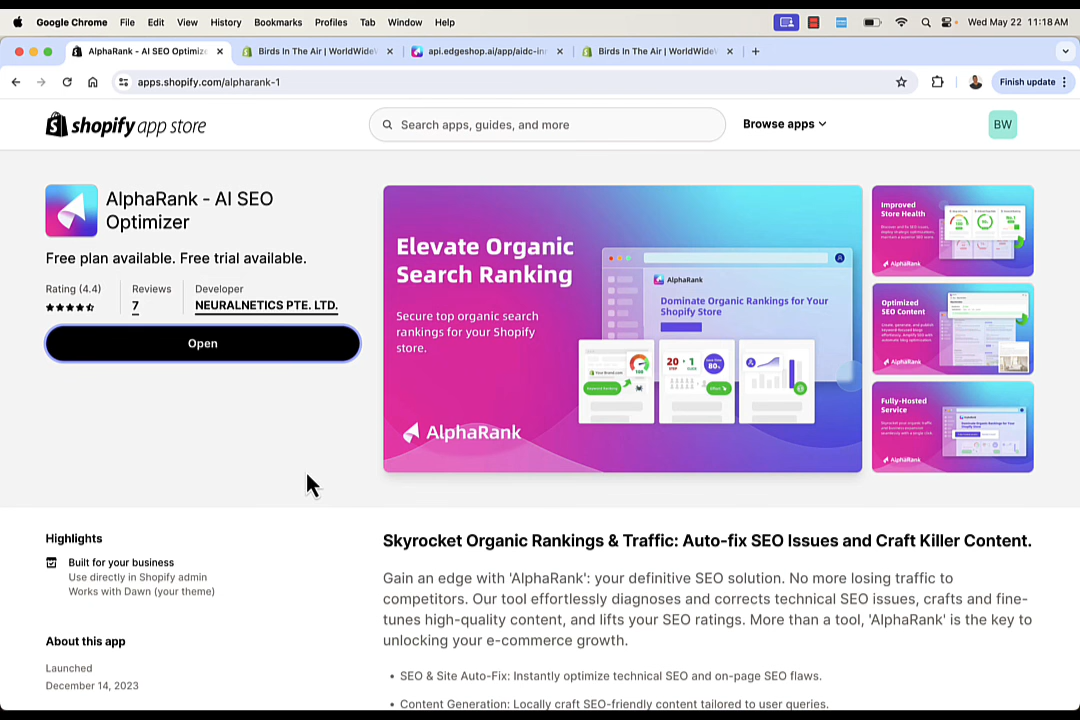 Google Chrome File Edit View History Bookmarks Profiles Tab Window Help
Wed May 22 11:18 AM
AlphaRank - AI SEO Optimize
Birds In The Air | WorldWide
api.edgeshop.ai/app/aidc-in
Birds In The Air | WorldWide
apps.shopify.com/alpharank-1
Finish update
shopify app store
Search apps, guides, and more
Browse apps
BW
AlphaRank - AI SEO
Optimizer
Free plan available. Free trial available.
Rating (4.4)
Reviews
7
Developer
NEURALNETICS PTE. LTD.
Open
Elevate Organic
Search Ranking
Secure top organic search
rankings for your Shopify
store.
AlphaRank
AlphaRank
Dominate Organic Rankings for Your
Shopify Store
20 · 1
80%
Improved
Store Health
AlphaRank
Optimized
SEO Content
AlphaRank
Fully-Hosted
Service
AlphaRank
Highlights
Built for your business
Use directly in Shopify admin
Works with Dawn (your theme)
About this app
Launched
December 14, 2023
Skyrocket Organic Rankings & Traffic: Auto-fix SEO Issues and Craft Killer Content.
Gain an edge with 'AlphaRank': your definitive SEO solution. No more losing traffic to
competitors. Our tool effortlessly diagnoses and corrects technical SEO issues, crafts and fine-
tunes high-quality content, and lifts your SEO ratings. More than a tool, 'AlphaRank' is the key to
unlocking your e-commerce growth.
• SEO & Site Auto-Fix: Instantly optimize technical SEO and on-page SEO flaws.
• Content Generation: Locally craft SEO-friendly content tailored to user queries.